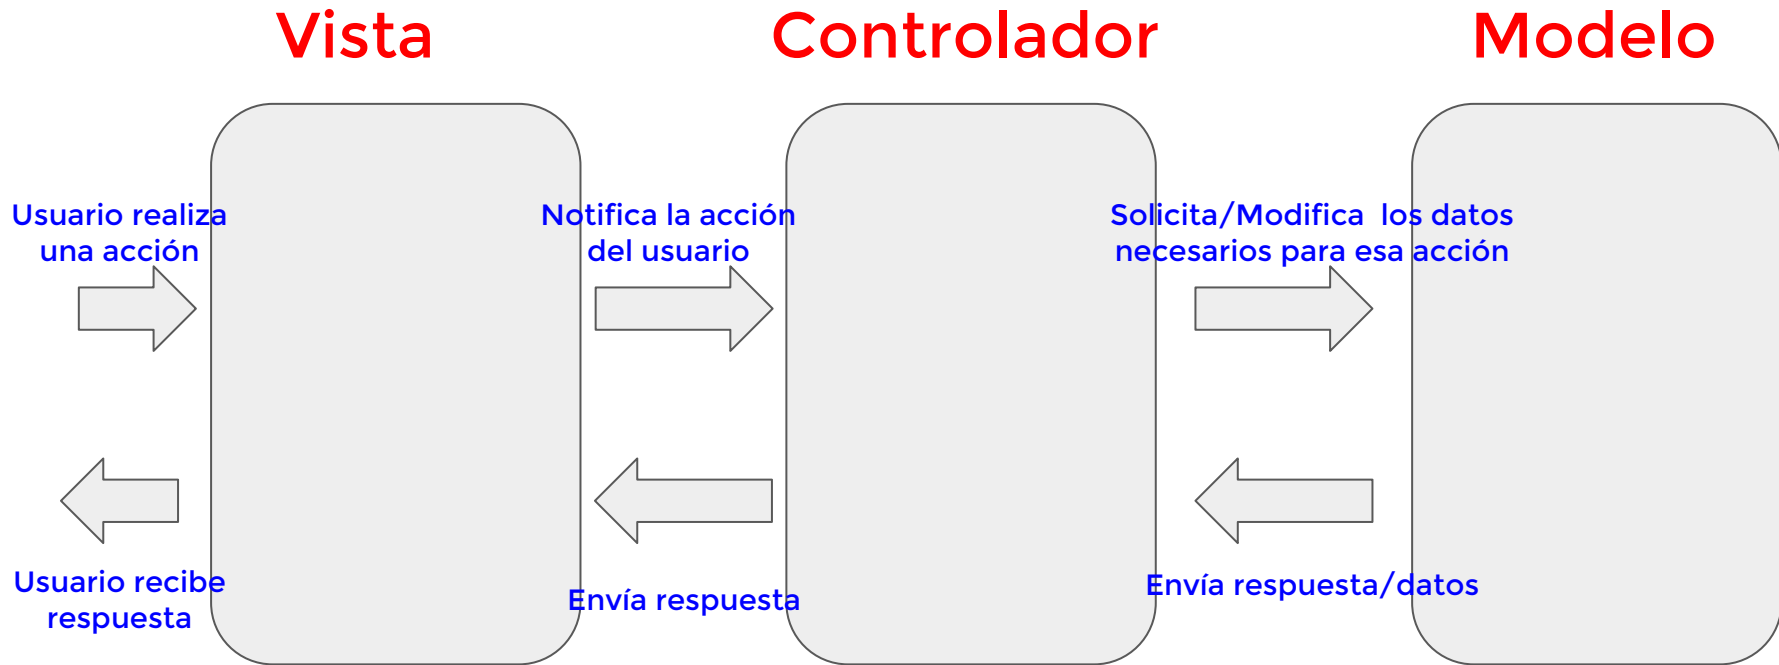 Vista
Controlador
Modelo
Usuario realiza
una acción
Notifica la acción
del usuario
Solicita/Modifica  los datos
necesarios para esa acción
Usuario recibe
respuesta
Envía respuesta
Envía respuesta/datos